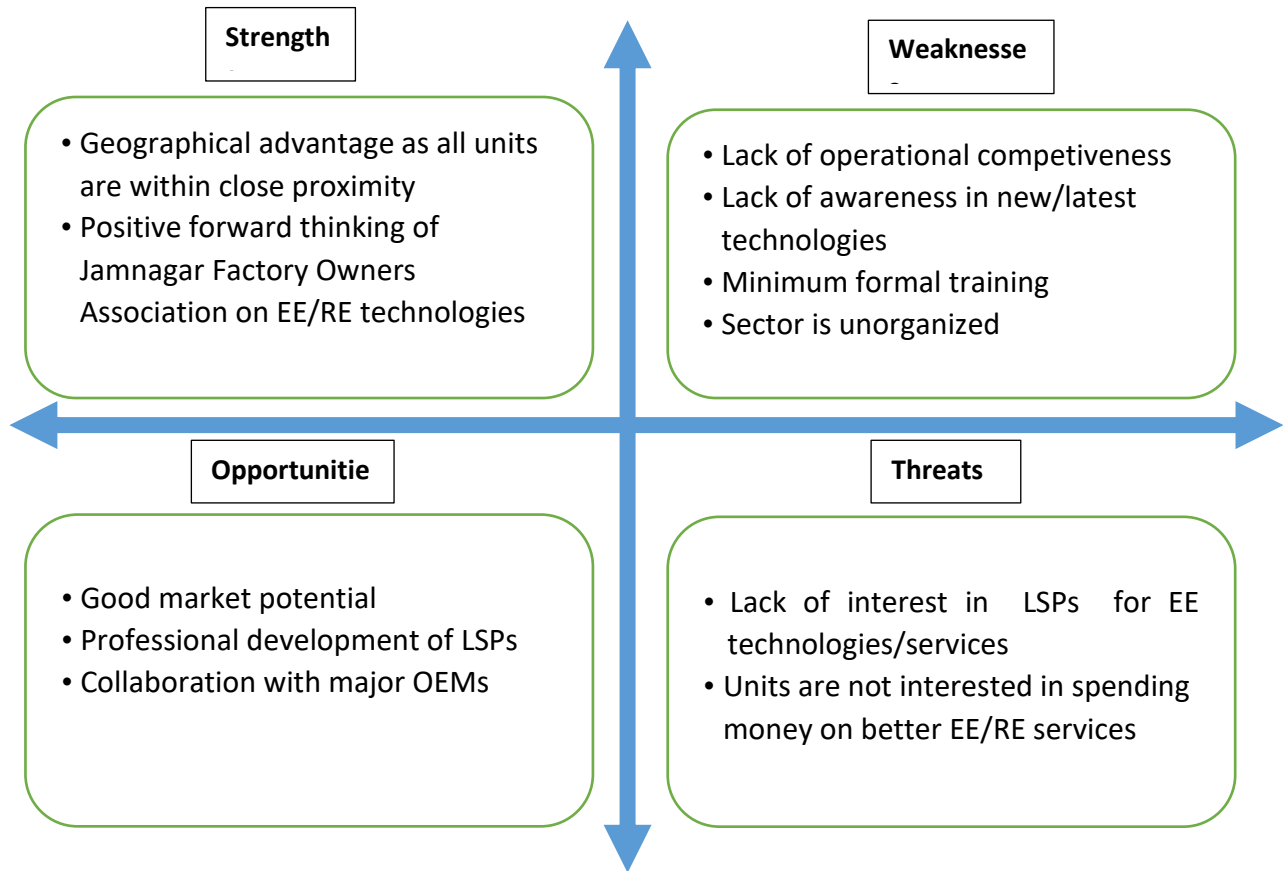 Strength
• Geographical advantage as all units
are within close proximity
• Positive forward thinking of
Jamnagar Factory Owners
Association on EE/RE technologies
Weaknesse
• Lack of operational competiveness
• Lack of awareness in new/latest
technologies
• Minimum formal training
• Sector is unorganized
Opportunitie
• Good market potential
• Professional development of LSPs
• Collaboration with major OEMs
Threats
• Lack of interest in LSPs for EE
technologies/services
• Units are not interested in spending
money on better EE/RE services